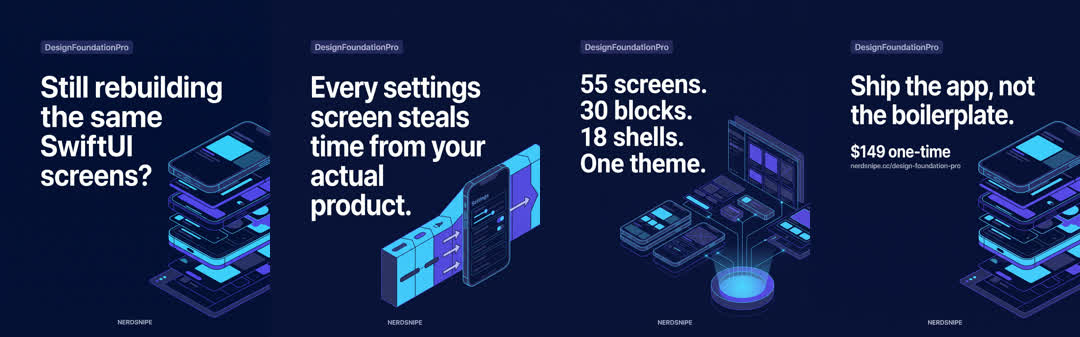 DesignFoundationPro
Still rebuilding
the same
SwiftUI
screens?
NERDSNIPE
DesignFoundationPro
Every settings
screen steals
time from your
actual
product.
Settings
NERDSNIPE
DesignFoundationPro
55 screens.
30 blocks.
18 shells.
One theme.
NERDSNIPE
DesignFoundationPro
Ship the app, not
the boilerplate.
$149 one-time
nerdsnipe.cc/design-foundation-pro
NERDSNIPE